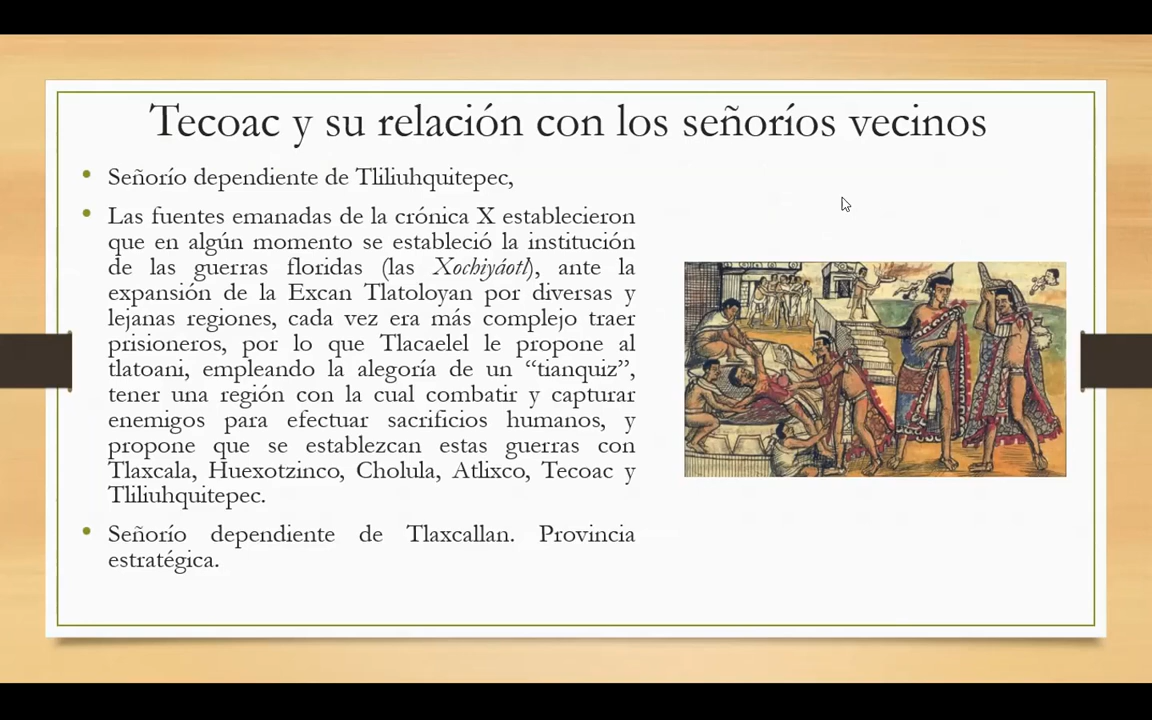 Tecoac y su relación con los señoríos vecinos
• Señorío dependiente de Tliliuhquitepec,
• Las fuentes emanadas de la crónica X establecieron
que en algún momento se estableció la institución
de las guerras floridas (las Xochiyáotl), ante la
expansión de la Excan Tlatoloyan por diversas y
lejanas regiones, cada vez era más complejo traer
prisioneros, por lo que Tlacaelel le propone al
tlatoani, empleando la alegoría de un “tianquiz”,
tener una región con la cual combatir y capturar
enemigos para efectuar sacrificios humanos, y
propone que se establezcan estas guerras con
Tlaxcala, Huexotzinco, Cholula, Atlixco, Tecoac y
Tliliuhquitepec.
• Señorío dependiente de Tlaxcallan. Provincia
estratégica.